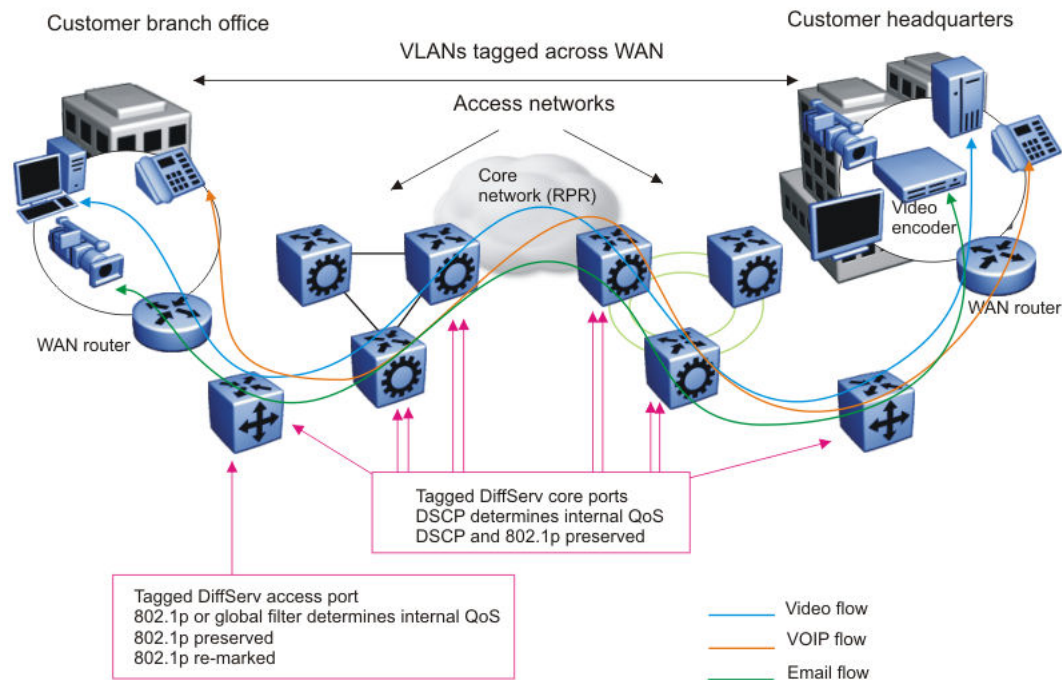 Customer branch office
Customer headquarters
VLANs tagged across WAN
Access networks
Core
network (RPR)
Video
encoder
WAN router
WAN router
Tagged DiffServ core ports
DSCP determines internal QoS
DSCP and 802.1p preserved
Tagged DiffServ access port
802.1p or global filter determines internal QoS
802.1p preserved
802.1p re-marked
Video flow
VOIP flow
Email flow